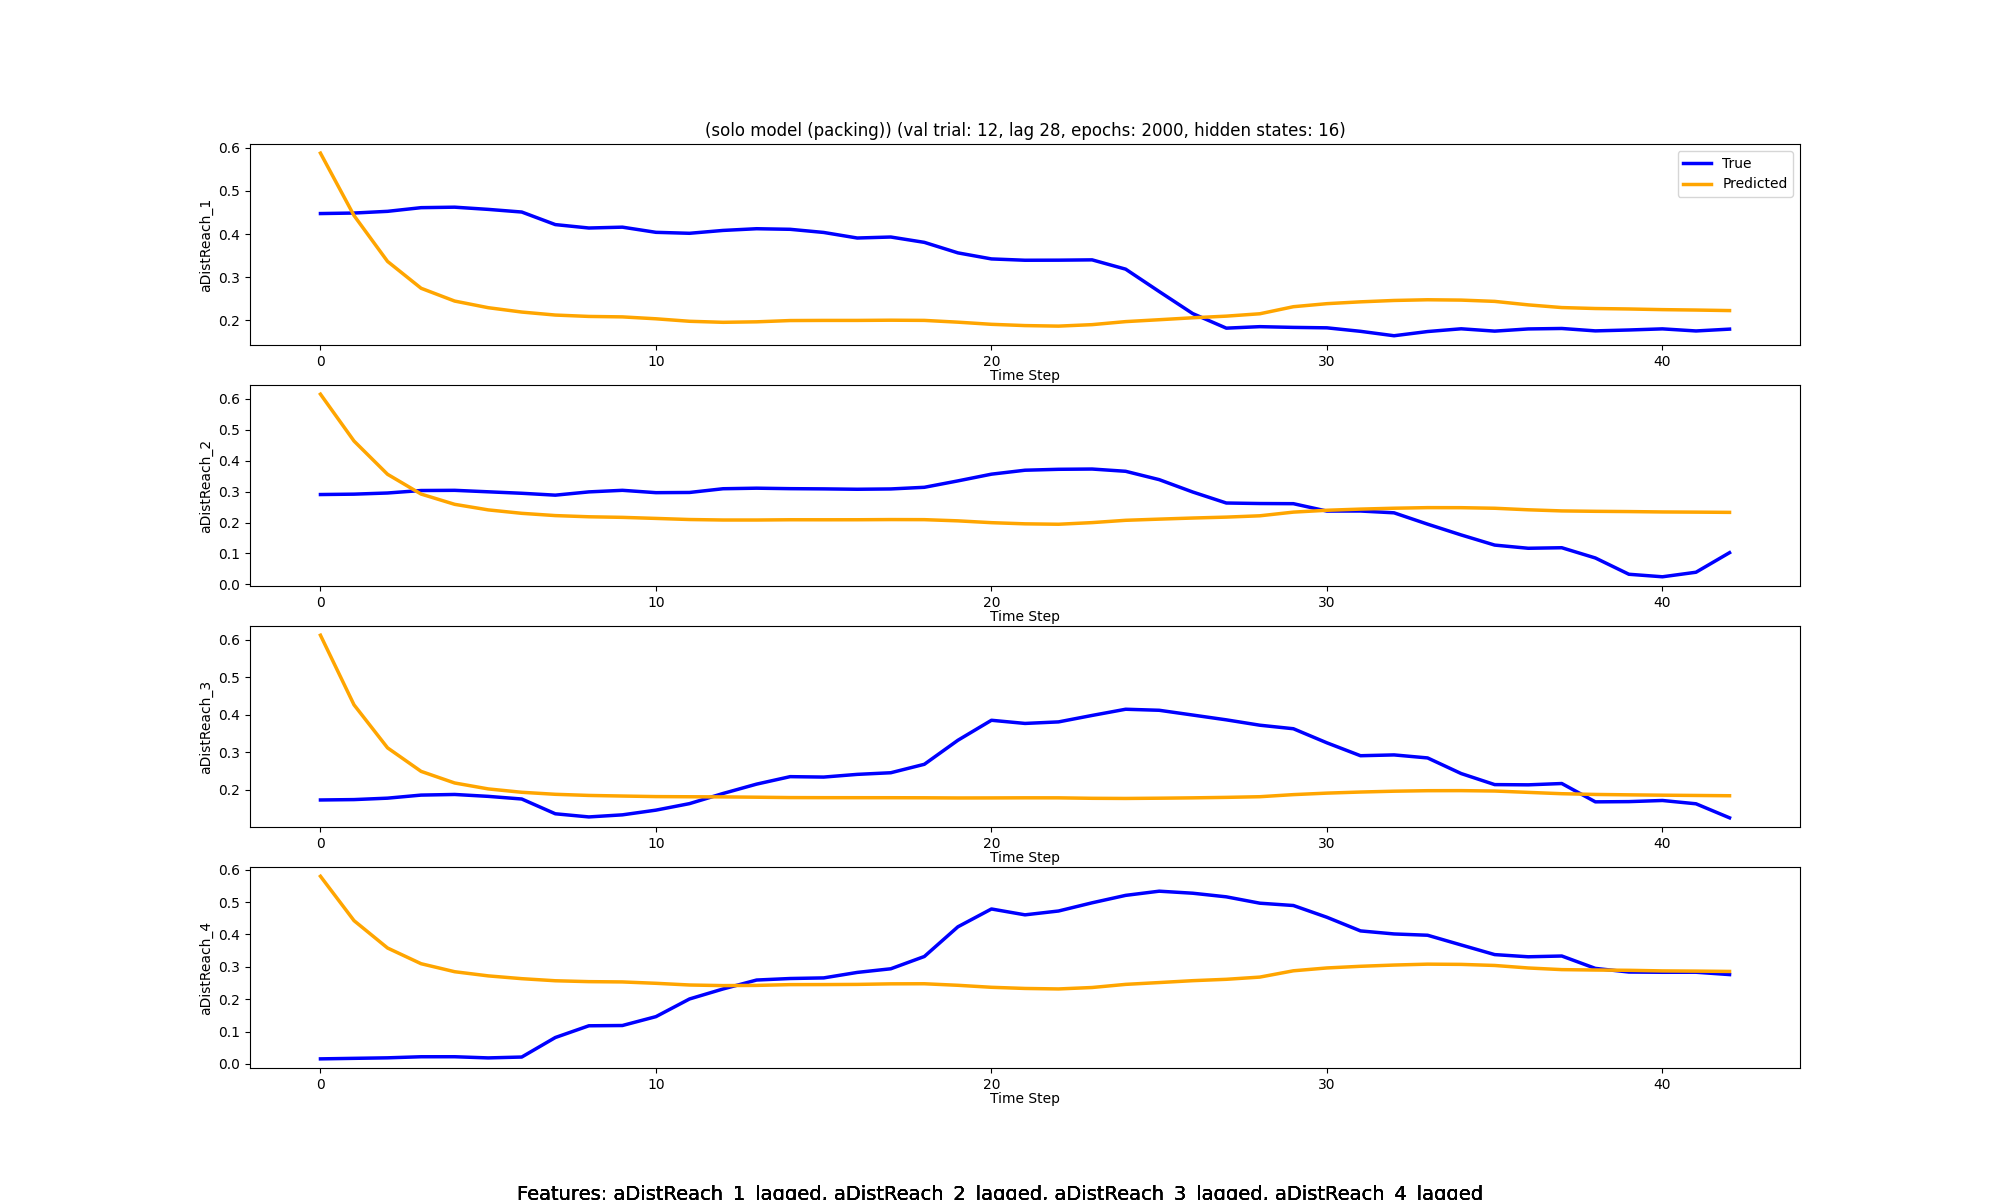 (solo model (packing)) (val trial: 12, lag 28, epochs: 2000, hidden states: 16)
0.6
0.5
0.4
0.3
0.2
aDistReach_1
True
Predicted
0 10 20 30 40
Time Step
0.6
0.5
0.4
0.3
0.2
0.1
0.0
aDistReach_2
0 10 20 30 40
Time Step
0.6
0.5
0.4
0.3
0.2
aDistReach_3
0 10 20 30 40
Time Step
0.6
0.5
0.4
0.3
0.2
0.1
0.0
aDistReach_4
0 10 20 30 40
Time Step
Features: aDistReach_1_lagged, aDistReach_2_lagged, aDistReach_3_lagged, aDistReach_4_lagged